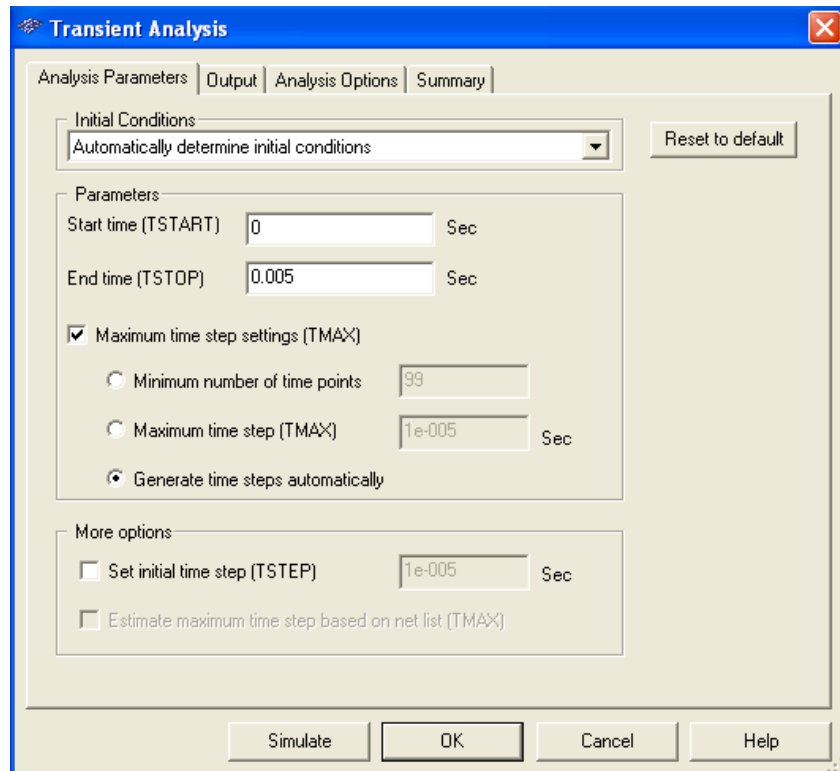 Transient Analysis
Analysis Parameters Output Analysis Options Summary
Initial Conditions
Automatically determine initial conditions
Reset to default
Parameters
Start time (TSTART) 0 Sec
End time (TSTOP) 0.005 Sec
Maximum time step settings (TMAX)
Minimum number of time points 99
Maximum time step (TMAX) 1e-005 Sec
Generate time steps automatically
More options
Set initial time step (TSTEP) 1e-005 Sec
Estimate maximum time step based on net list (TMAX)
Simulate OK Cancel Help